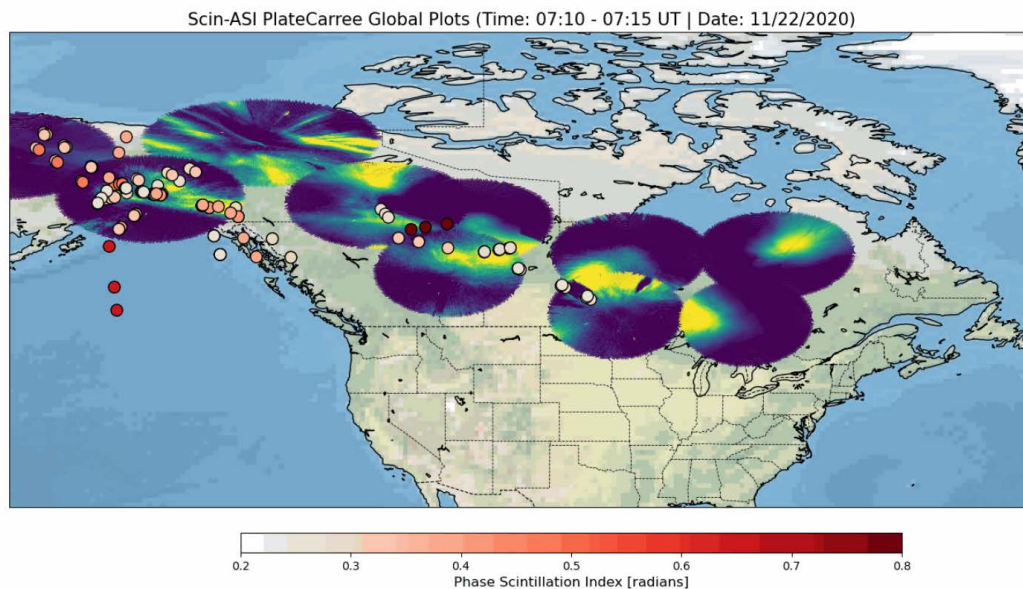 Scin-ASI PlateCarree Global Plots (Time: 07:10 - 07:15 UT | Date: 11/22/2020)
0.2 0.3 0.4 0.5 0.6 0.7 0.8
Phase Scintillation Index [radians]